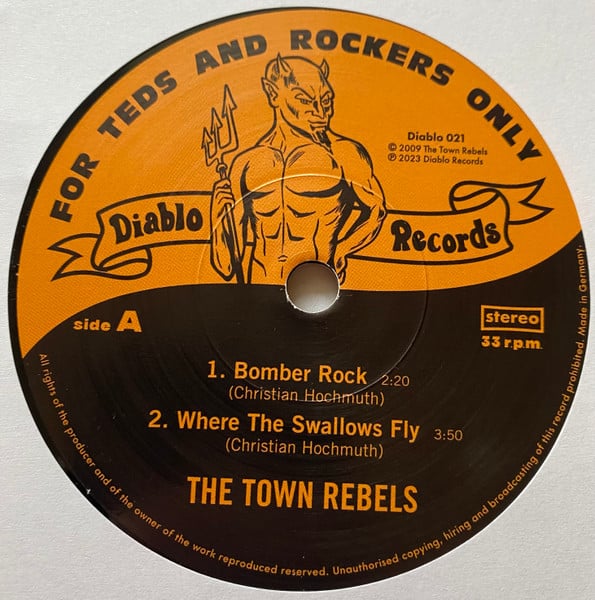 FOR TEDS AND ROCKERS ONLY
Diablo 021
© 2009 The Town Rebels
℗ 2023 Diablo Records
Diablo Records
side A
stereo
33 r.p.m.
1. Bomber Rock 2:20
(Christian Hochmuth)
2. Where The Swallows Fly 3:50
(Christian Hochmuth)
THE TOWN REBELS
All rights of the producer and of the owner of the work reproduced reserved. Unauthorised copying, hiring and broadcasting of this record prohibited. Made in Germany.